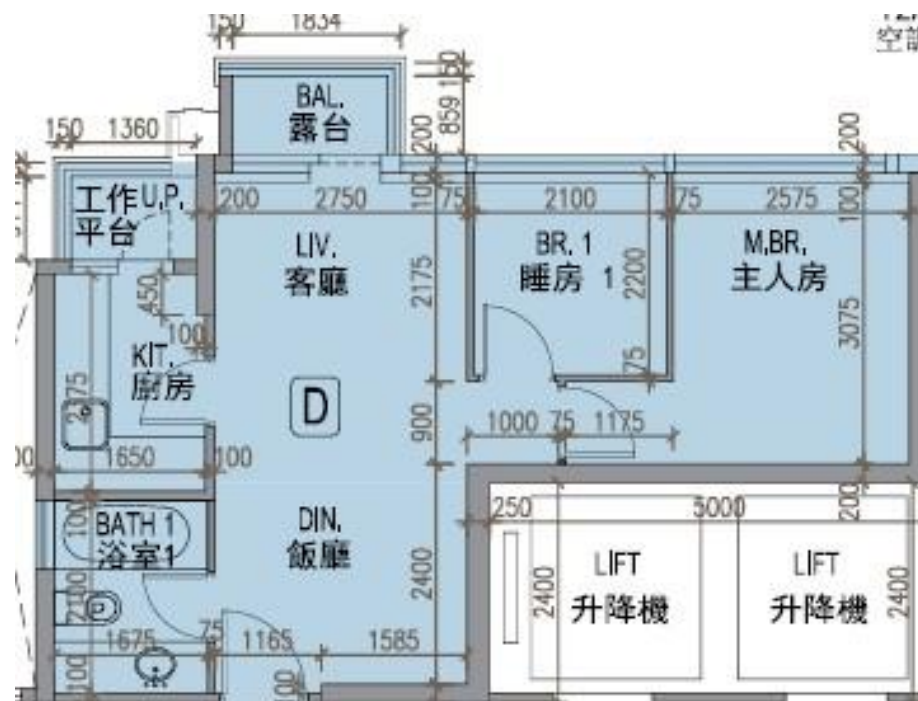 150
1834
空
BAL.
露台
150
859
150
1360
200
200
工作 U.P.
平台
200
2750
100
75
2100
75
2575
100
LIV.
客廳
BR. 1
睡房 1
M.BR.
主人房
450
2175
2200
3075
100
KIT.
廚房
75
D
900
1000
75
1175
1650
100
100
BATH 1
浴室1
DIN.
飯廳
250
5000
200
LIFT
升降機
LIFT
升降機
2400
2400
2400
2100
1675
75
1165
1585
100